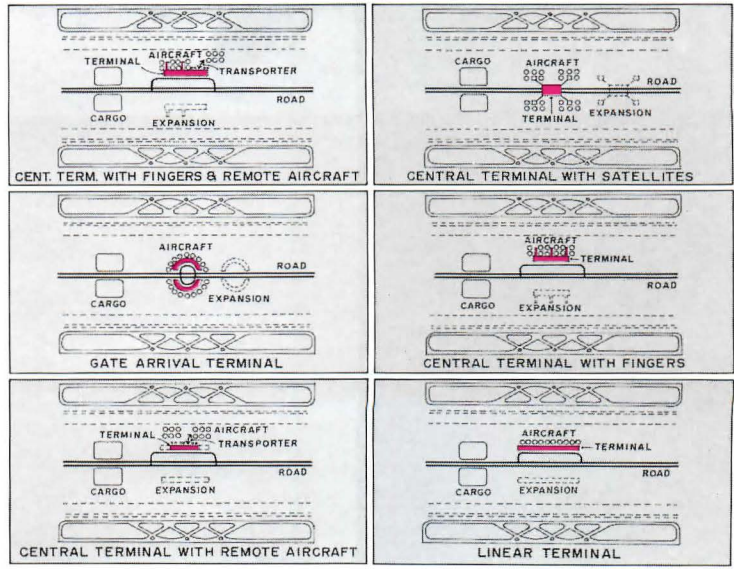 AIRCRAFT
TERMINAL
TRANSPORTER
ROAD
CARGO
EXPANSION
CENT. TERM. WITH FINGERS & REMOTE AIRCRAFT
CARGO
AIRCRAFT
ROAD
TERMINAL
EXPANSION
CENTRAL TERMINAL WITH SATELLITES
AIRCRAFT
ROAD
CARGO
EXPANSION
GATE ARRIVAL TERMINAL
AIRCRAFT
TERMINAL
ROAD
CARGO
EXPANSION
CENTRAL TERMINAL WITH FINGERS
AIRCRAFT
TERMINAL
TRANSPORTER
ROAD
CARGO
EXPANSION
CENTRAL TERMINAL WITH REMOTE AIRCRAFT
AIRCRAFT
TERMINAL
ROAD
CARGO
EXPANSION
LINEAR TERMINAL